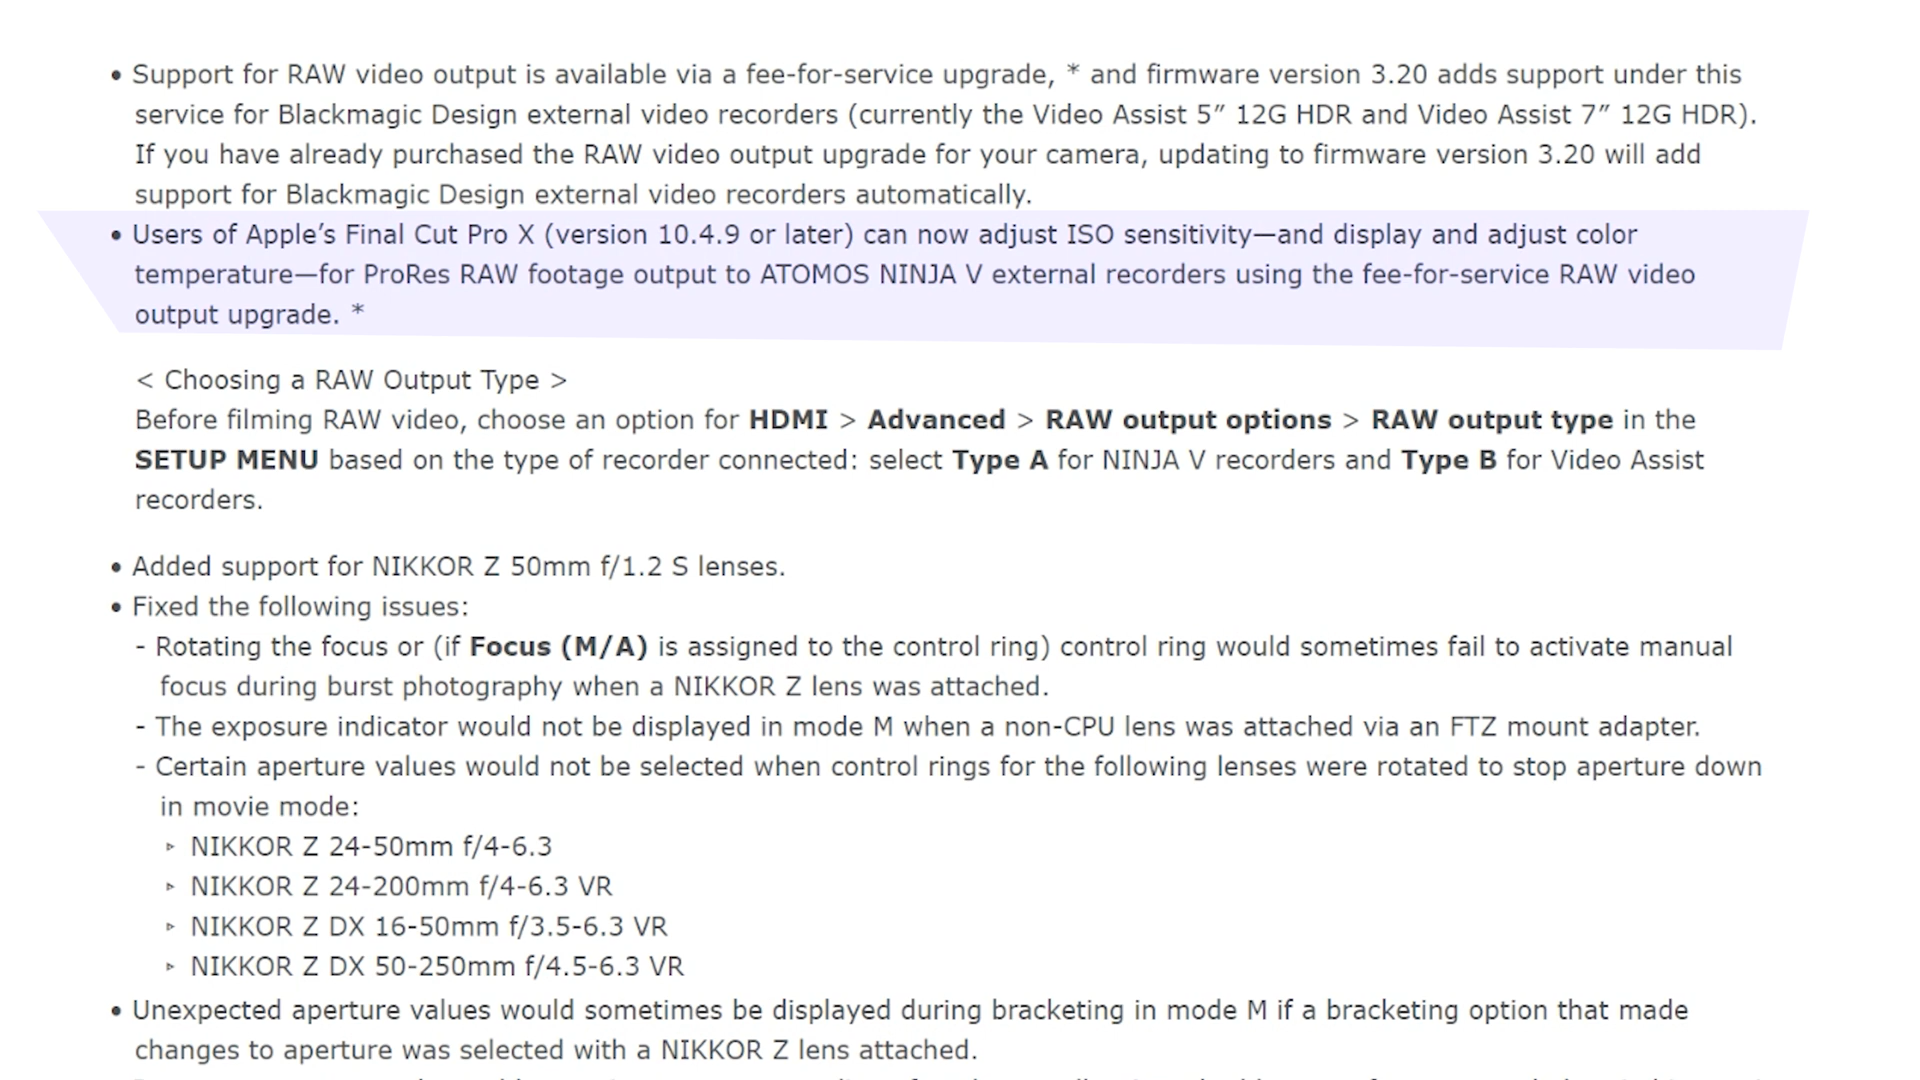 • Support for RAW video output is available via a fee-for-service upgrade, * and firmware version 3.20 adds support under this
service for Blackmagic Design external video recorders (currently the Video Assist 5″ 12G HDR and Video Assist 7″ 12G HDR).
If you have already purchased the RAW video output upgrade for your camera, updating to firmware version 3.20 will add
support for Blackmagic Design external video recorders automatically.
• Users of Apple’s Final Cut Pro X (version 10.4.9 or later) can now adjust ISO sensitivity—and display and adjust color
temperature—for ProRes RAW footage output to ATOMOS NINJA V external recorders using the fee-for-service RAW video
output upgrade. *
< Choosing a RAW Output Type >
Before filming RAW video, choose an option for HDMI > Advanced > RAW output options > RAW output type in the
SETUP MENU based on the type of recorder connected: select Type A for NINJA V recorders and Type B for Video Assist
recorders.
• Added support for NIKKOR Z 50mm f/1.2 S lenses.
• Fixed the following issues:
- Rotating the focus or (if Focus (M/A) is assigned to the control ring) control ring would sometimes fail to activate manual
focus during burst photography when a NIKKOR Z lens was attached.
- The exposure indicator would not be displayed in mode M when a non-CPU lens was attached via an FTZ mount adapter.
- Certain aperture values would not be selected when control rings for the following lenses were rotated to stop aperture down
in movie mode:
▹ NIKKOR Z 24-50mm f/4-6.3
▹ NIKKOR Z 24-200mm f/4-6.3 VR
▹ NIKKOR Z DX 16-50mm f/3.5-6.3 VR
▹ NIKKOR Z DX 50-250mm f/4.5-6.3 VR
• Unexpected aperture values would sometimes be displayed during bracketing in mode M if a bracketing option that made
changes to aperture was selected with a NIKKOR Z lens attached.